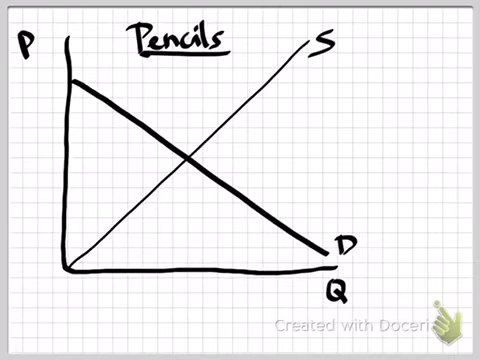 Pencils
P
S
D
Q
Created with Doceri